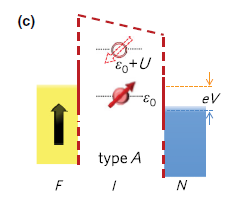 (c)
ε₀+U
ε₀
eV
type A
F I N